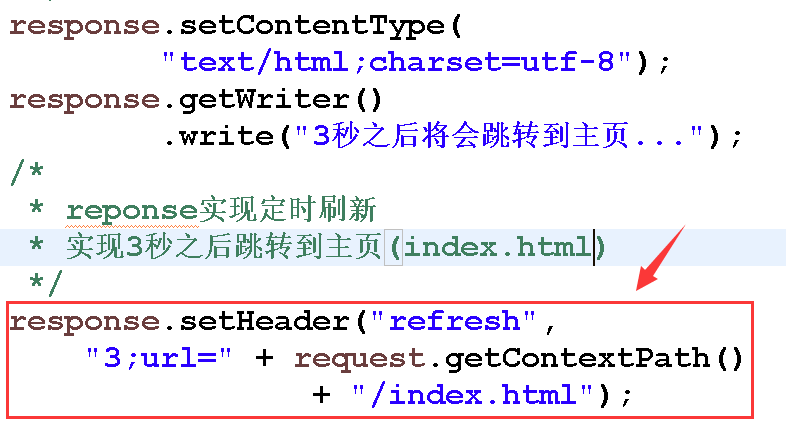 response.setContentType(
"text/html;charset=utf-8");
response.getWriter()
.write("3秒之后将会跳转到主页...");
/*
* reponse实现定时刷新
* 实现3秒之后跳转到主页(index.html)
*/
response.setHeader("refresh",
"3;url=" + request.getContextPath()
+ "/index.html");